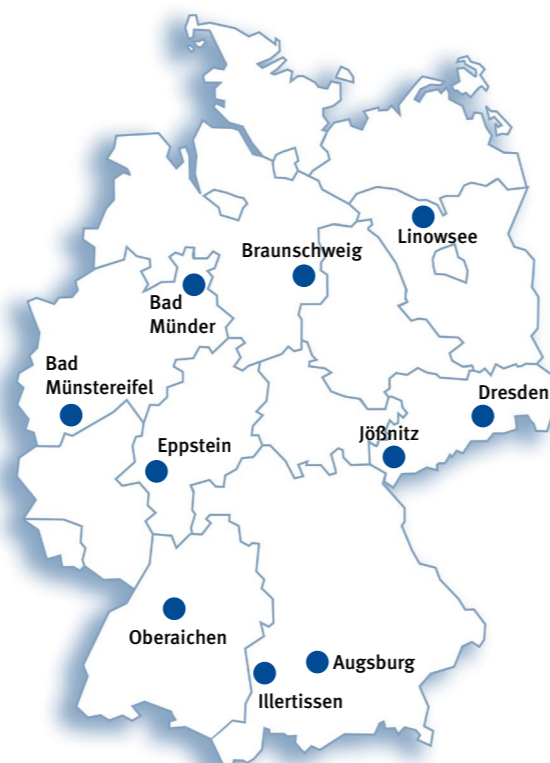 Linowsee
Braunschweig
Bad
Münder
Bad
Münstereifel
Dresden
Jößnitz
Eppstein
Oberaichen
Augsburg
Illertissen